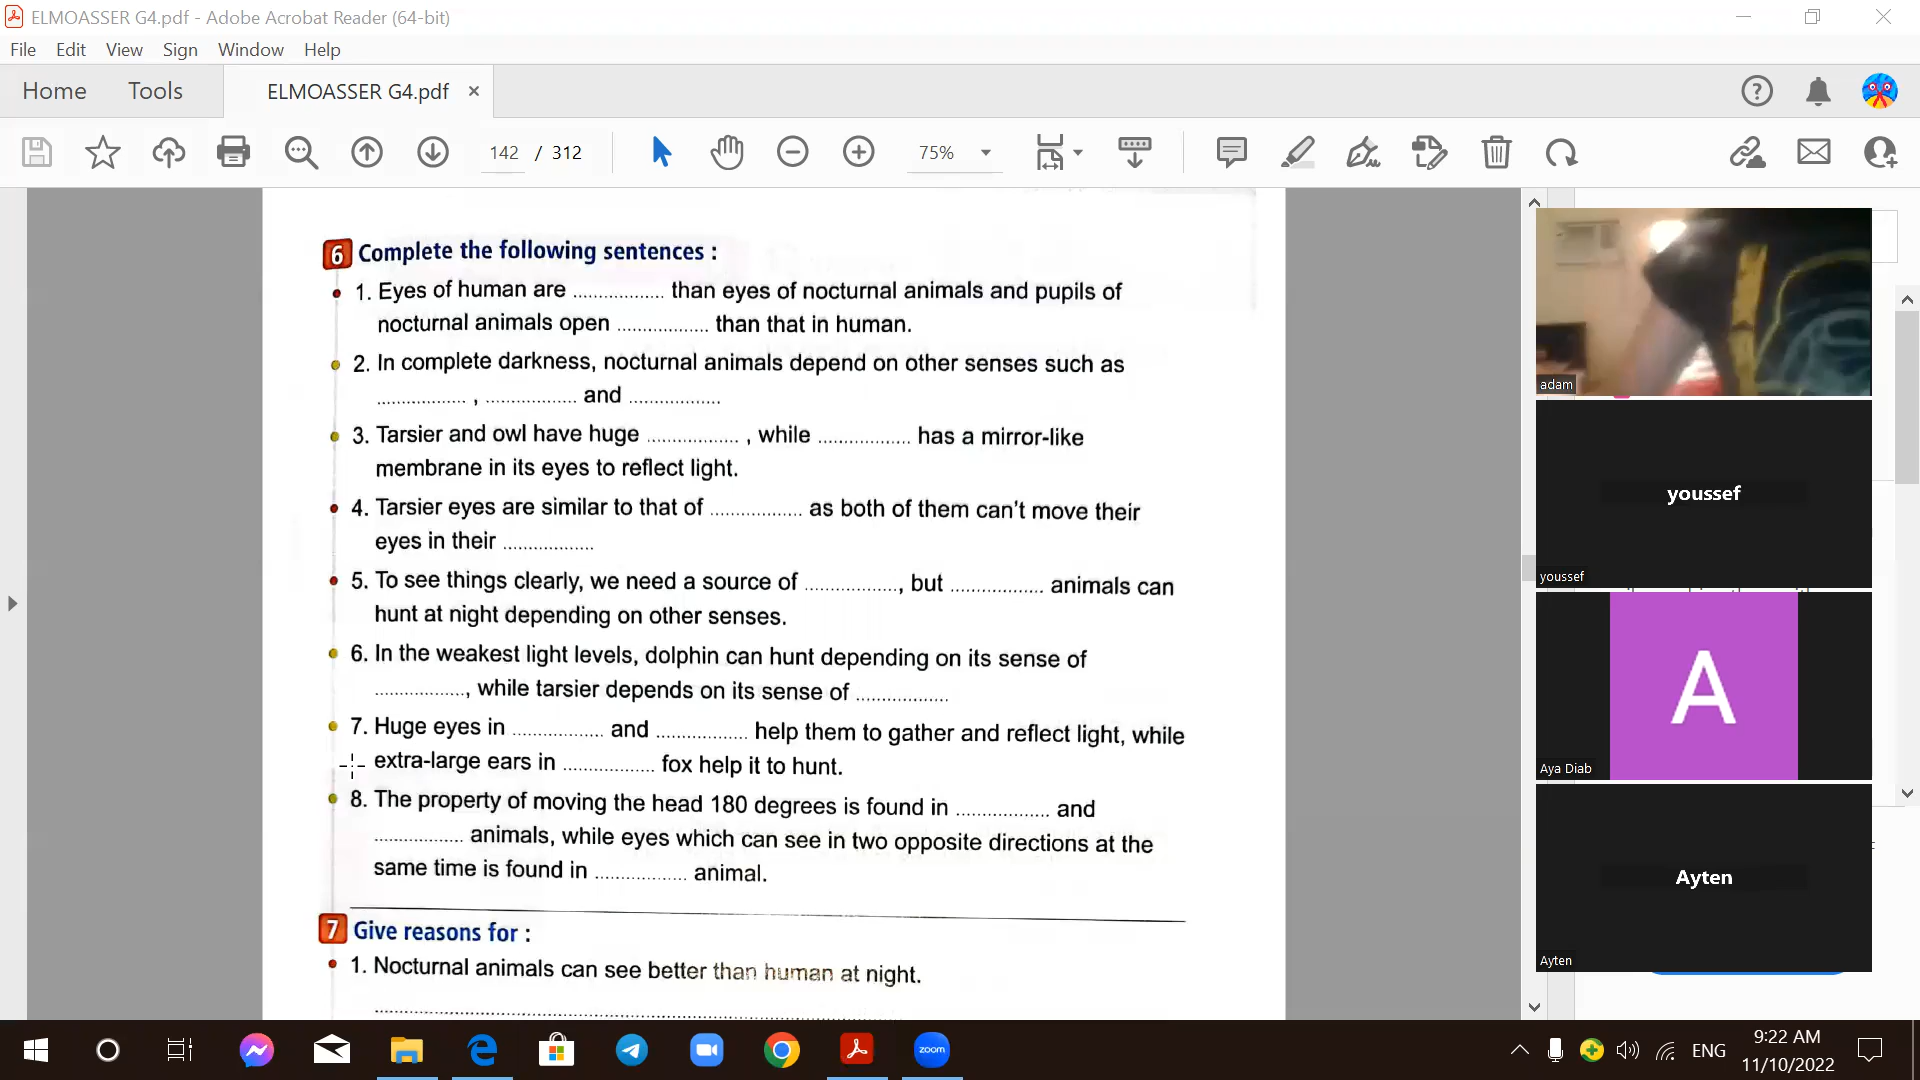 ELMOASSER G4.pdf - Adobe Acrobat Reader (64-bit)
File Edit View Sign Window Help
Home Tools ELMOASSER G4.pdf ×
142 / 312 75%
6 Complete the following sentences :
1. Eyes of human are ................. than eyes of nocturnal animals and pupils of
nocturnal animals open ................. than that in human.
2. In complete darkness, nocturnal animals depend on other senses such as
................. , ................. and .................
3. Tarsier and owl have huge ................. , while ................. has a mirror-like
membrane in its eyes to reflect light.
4. Tarsier eyes are similar to that of ................. as both of them can't move their
eyes in their .................
5. To see things clearly, we need a source of ................., but ................. animals can
hunt at night depending on other senses.
6. In the weakest light levels, dolphin can hunt depending on its sense of
................., while tarsier depends on its sense of .................
7. Huge eyes in ................. and ................. help them to gather and reflect light, while
extra-large ears in ................. fox help it to hunt.
8. The property of moving the head 180 degrees is found in ................. and
................. animals, while eyes which can see in two opposite directions at the
same time is found in ................. animal.
7 Give reasons for :
1. Nocturnal animals can see better than human at night.
adam
youssef
youssef
A
Aya Diab
Ayten
Ayten
zoom
ENG
9:22 AM
11/10/2022